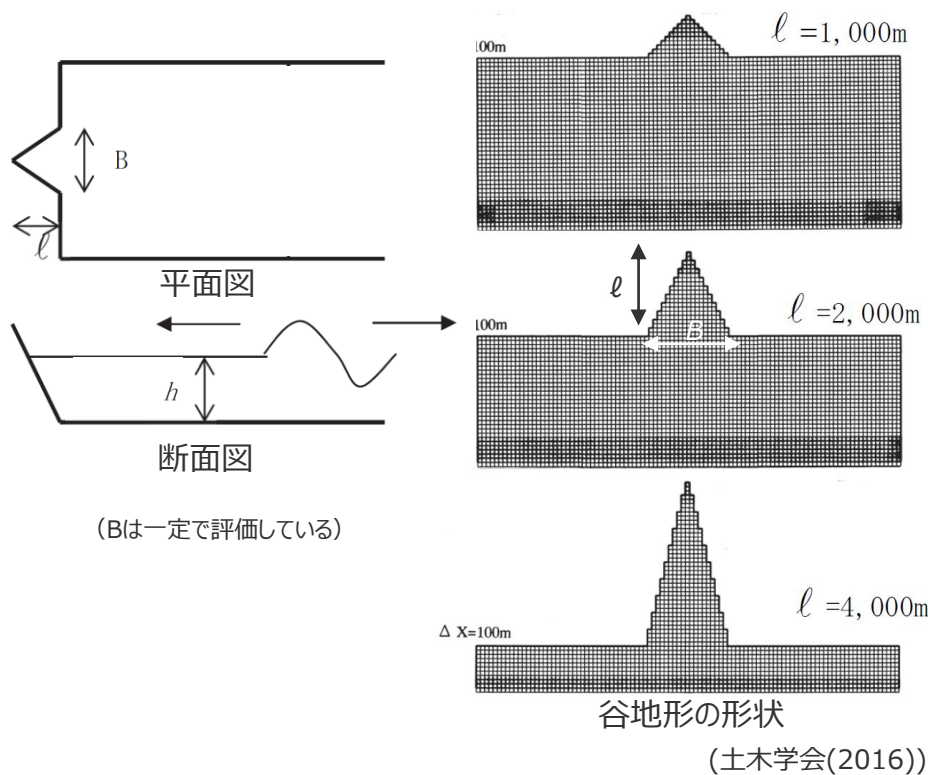 B
ℓ
平面図
h
断面図
(Bは一定で評価している)
100m
ℓ =1,000m
ℓ
100m
B
ℓ =2,000m
Δ X=100m
ℓ =4,000m
谷地形の形状
(土木学会(2016))